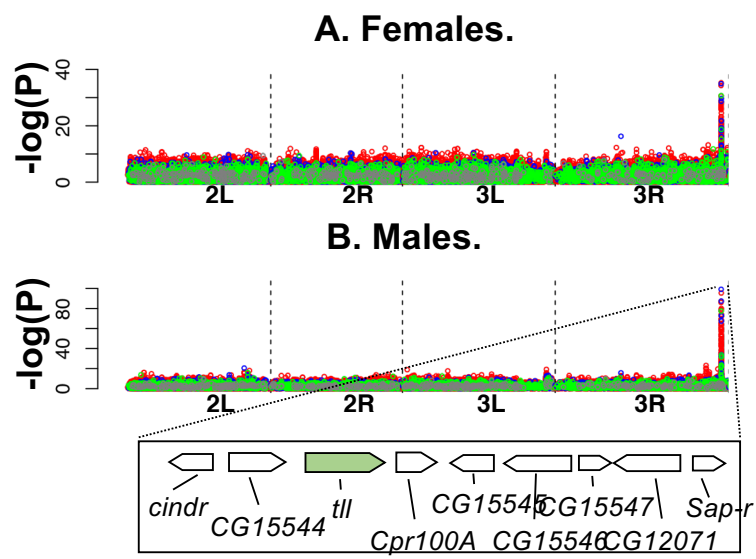 A. Females.
-log(P)
40
20
0
2L 2R 3L 3R
B. Males.
-log(P)
80
40
0
2L 2R 3L 3R
cindr CG15544 tll Cpr100A CG15545 CG15546 CG15547 CG12071 Sap-r